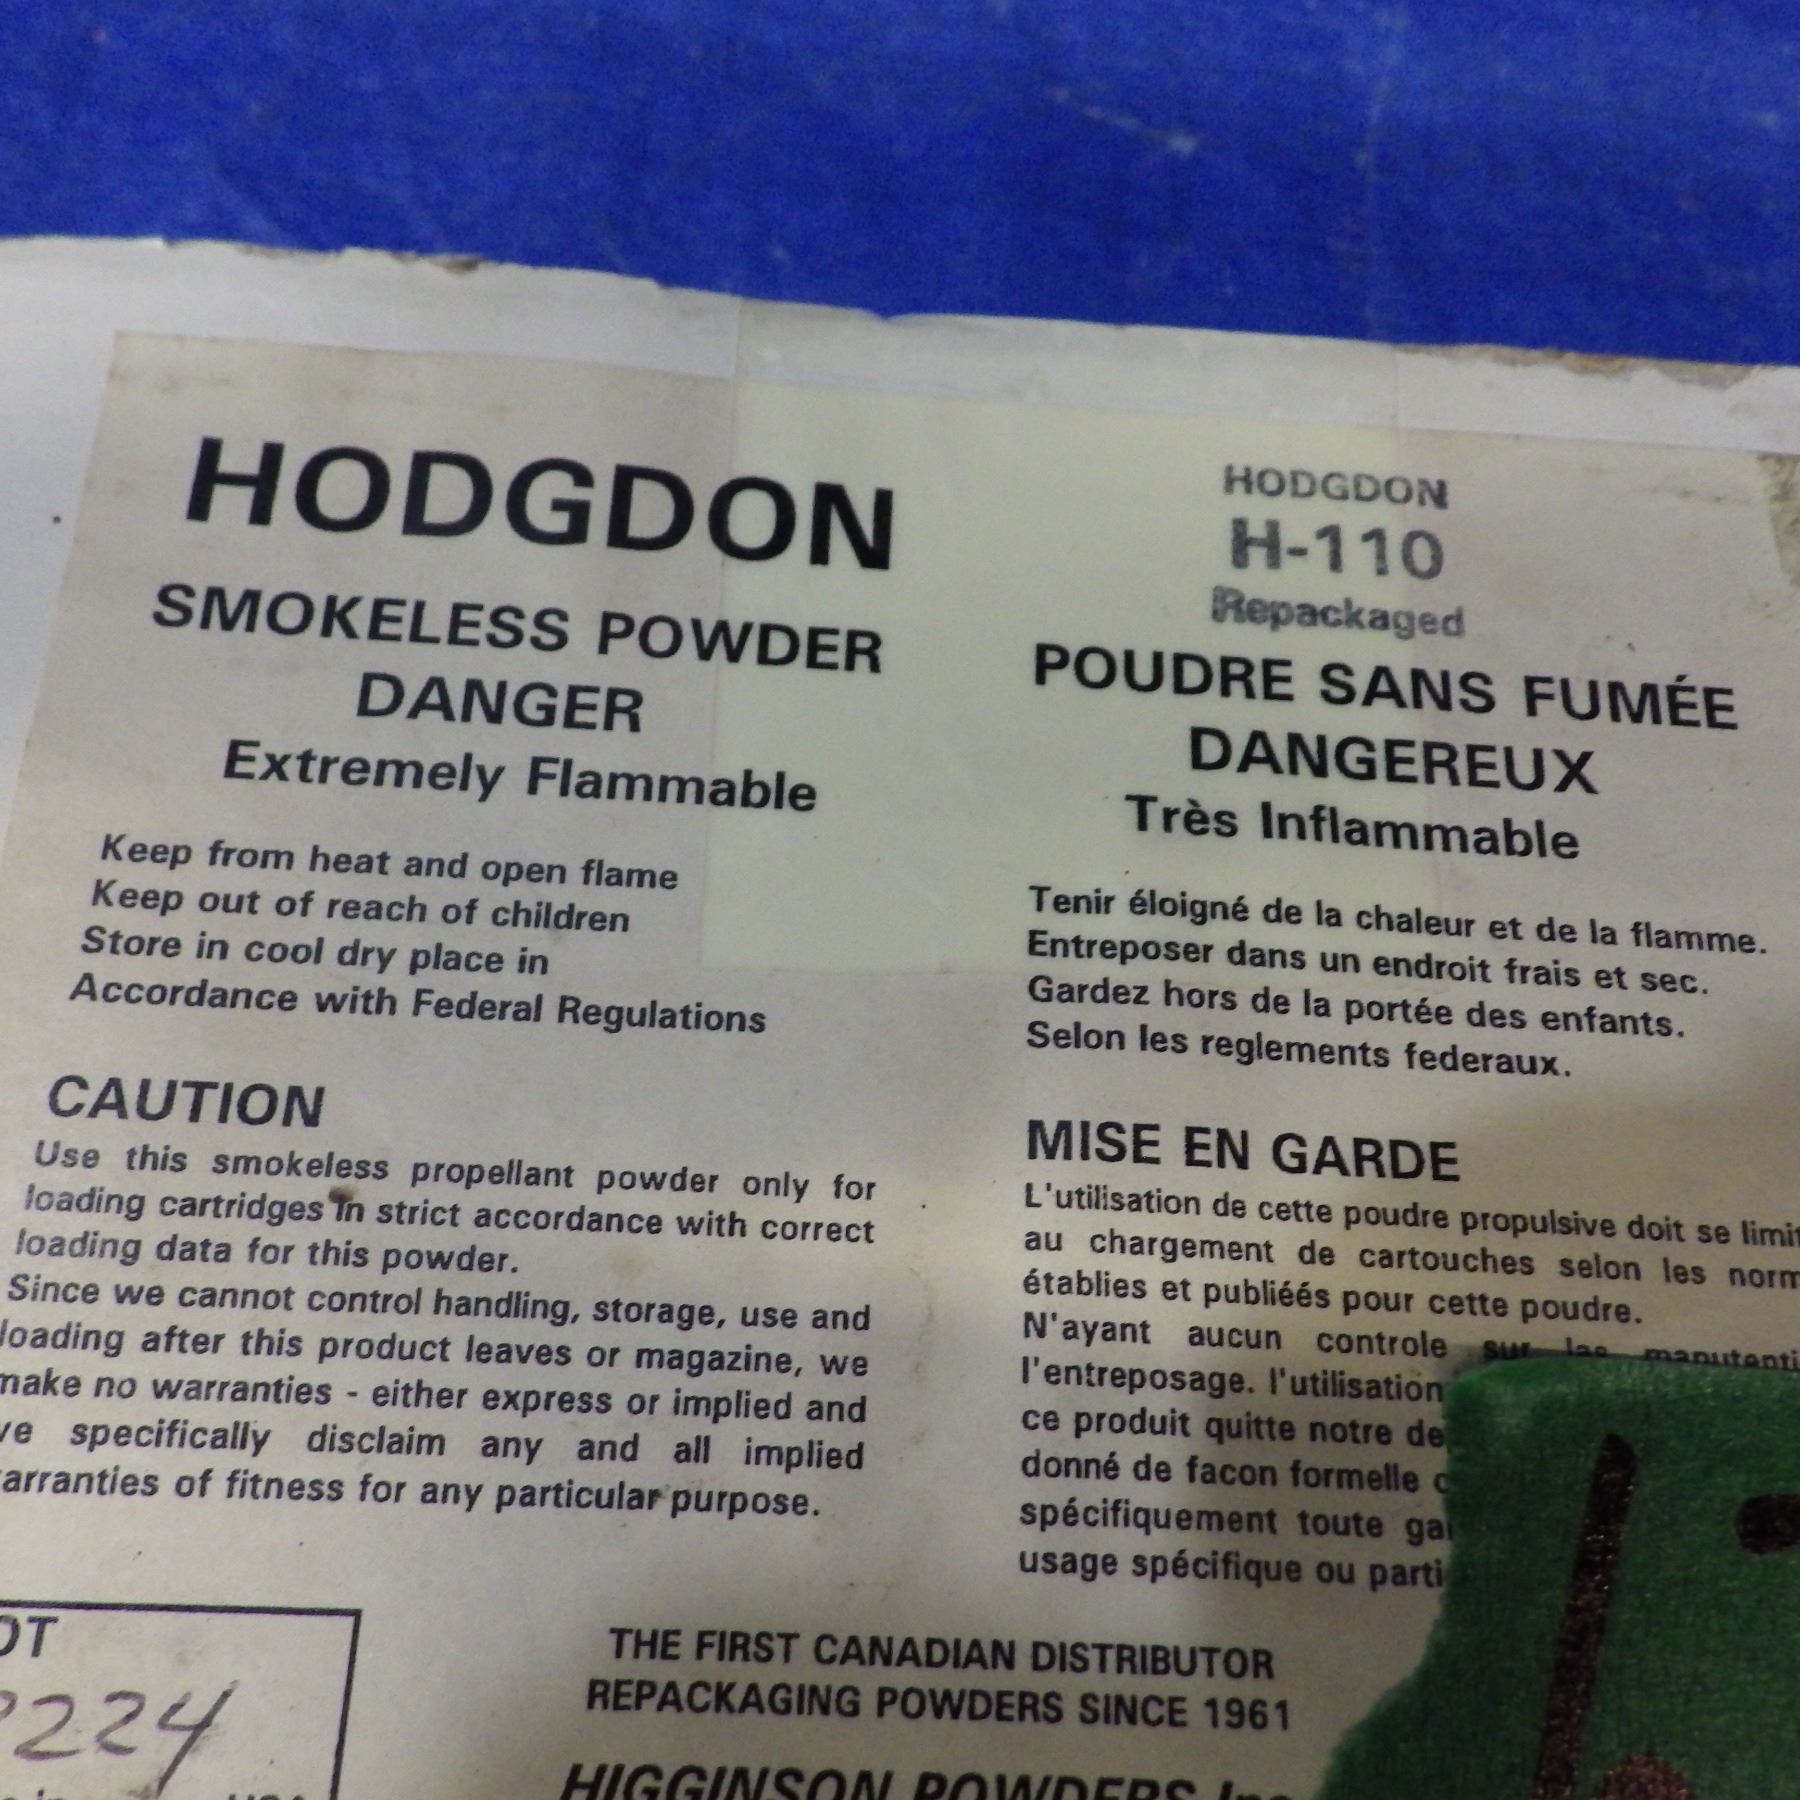 HODGDON
SMOKELESS POWDER
DANGER
Extremely Flammable
Keep from heat and open flame
Keep out of reach of children
Store in cool dry place in
Accordance with Federal Regulations
CAUTION
Use this smokeless propellant powder only for
loading cartridges in strict accordance with correct
loading data for this powder.
Since we cannot control handling, storage, use and
loading after this product leaves or magazine, we
make no warranties - either express or implied and
specifically disclaim any and all implied
of fitness for any particular purpose.
HODGDON
H-110
Repackaged
POUDRE SANS FUMÉE
DANGEREUX
Très Inflammable
Tenir éloigné de la chaleur et de la flamme.
Entreposer dans un endroit frais et sec.
Gardez hors de la portée des enfants.
Selon les reglements federaux.
MISE EN GARDE
L'utilisation de cette poudre propulsive doit se
au chargement de cartouches selon les
établies et publiéés pour cette poudre.
N'ayant aucun controle sur les
l'entreposage. l'utilisation
ce produit quitte notre
donné de facon formelle
spécifiquement toute
usage spécifique ou
224
THE FIRST CANADIAN DISTRIBUTOR
REPACKAGING POWDERS SINCE 1961
HIGGINSON POWDERS Inc